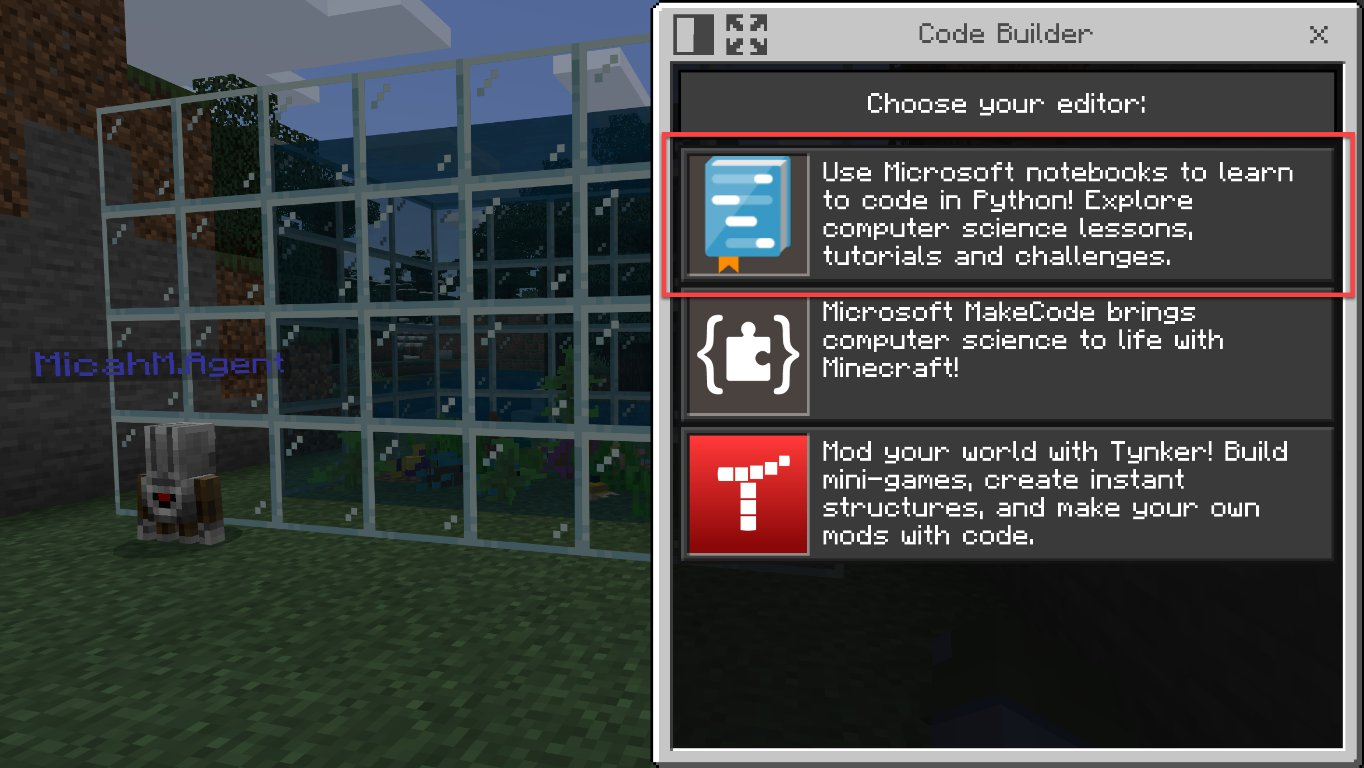 Code Builder
Choose your editor:
Use Microsoft notebooks to learn
to code in Python! Explore
computer science lessons,
tutorials and challenges.
Microsoft MakeCode brings
computer science to life with
Minecraft!
Mod your world with Tynker! Build
mini-games, create instant
structures, and make your own
mods with code.
MicahM.Agent